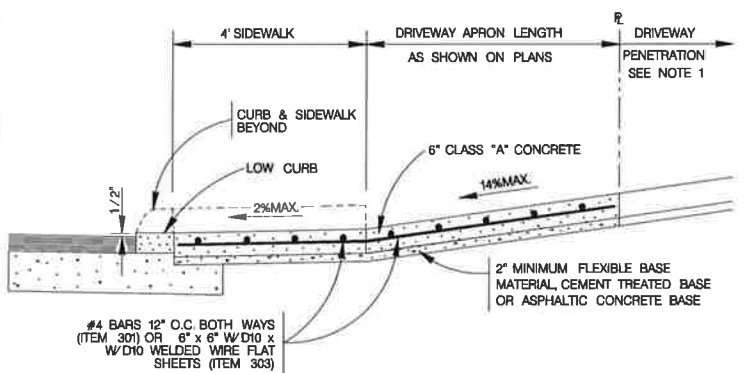 4' SIDEWALK
DRIVEWAY APRON LENGTH
AS SHOWN ON PLANS
PL
DRIVEWAY
PENETRATION
SEE NOTE 1
CURB & SIDEWALK
BEYOND
LOW CURB
6" CLASS "A" CONCRETE
1/2"
2%MAX.
14%MAX.
2" MINIMUM FLEXIBLE BASE
MATERIAL, CEMENT TREATED BASE
OR ASPHALTIC CONCRETE BASE
#4 BARS 12" O.C. BOTH WAYS
(ITEM 301) OR 6" x 6" W/D10 x
W/D10 WELDED WIRE FLAT
SHEETS (ITEM 303)